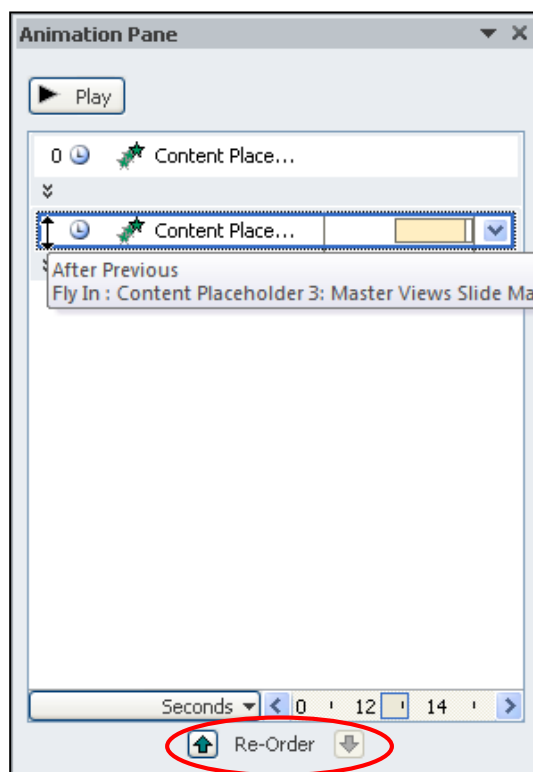 Animation Pane
Play
0 Content Place...
Content Place...
After Previous
Fly In : Content Placeholder 3: Master Views Slide Ma
Seconds 0 12 14
Re-Order